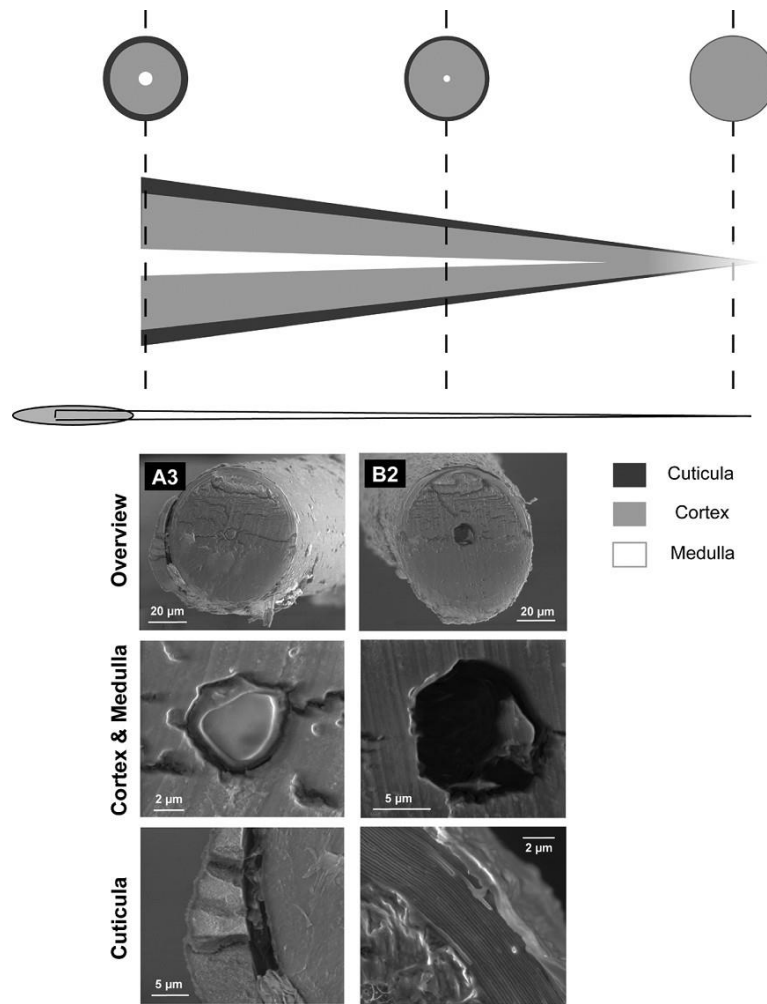 A3
B2
Overview
20 µm
20 µm
Cuticula
Cortex
Medulla
Cortex & Medulla
2 µm
5 µm
Cuticula
5 µm
2 µm